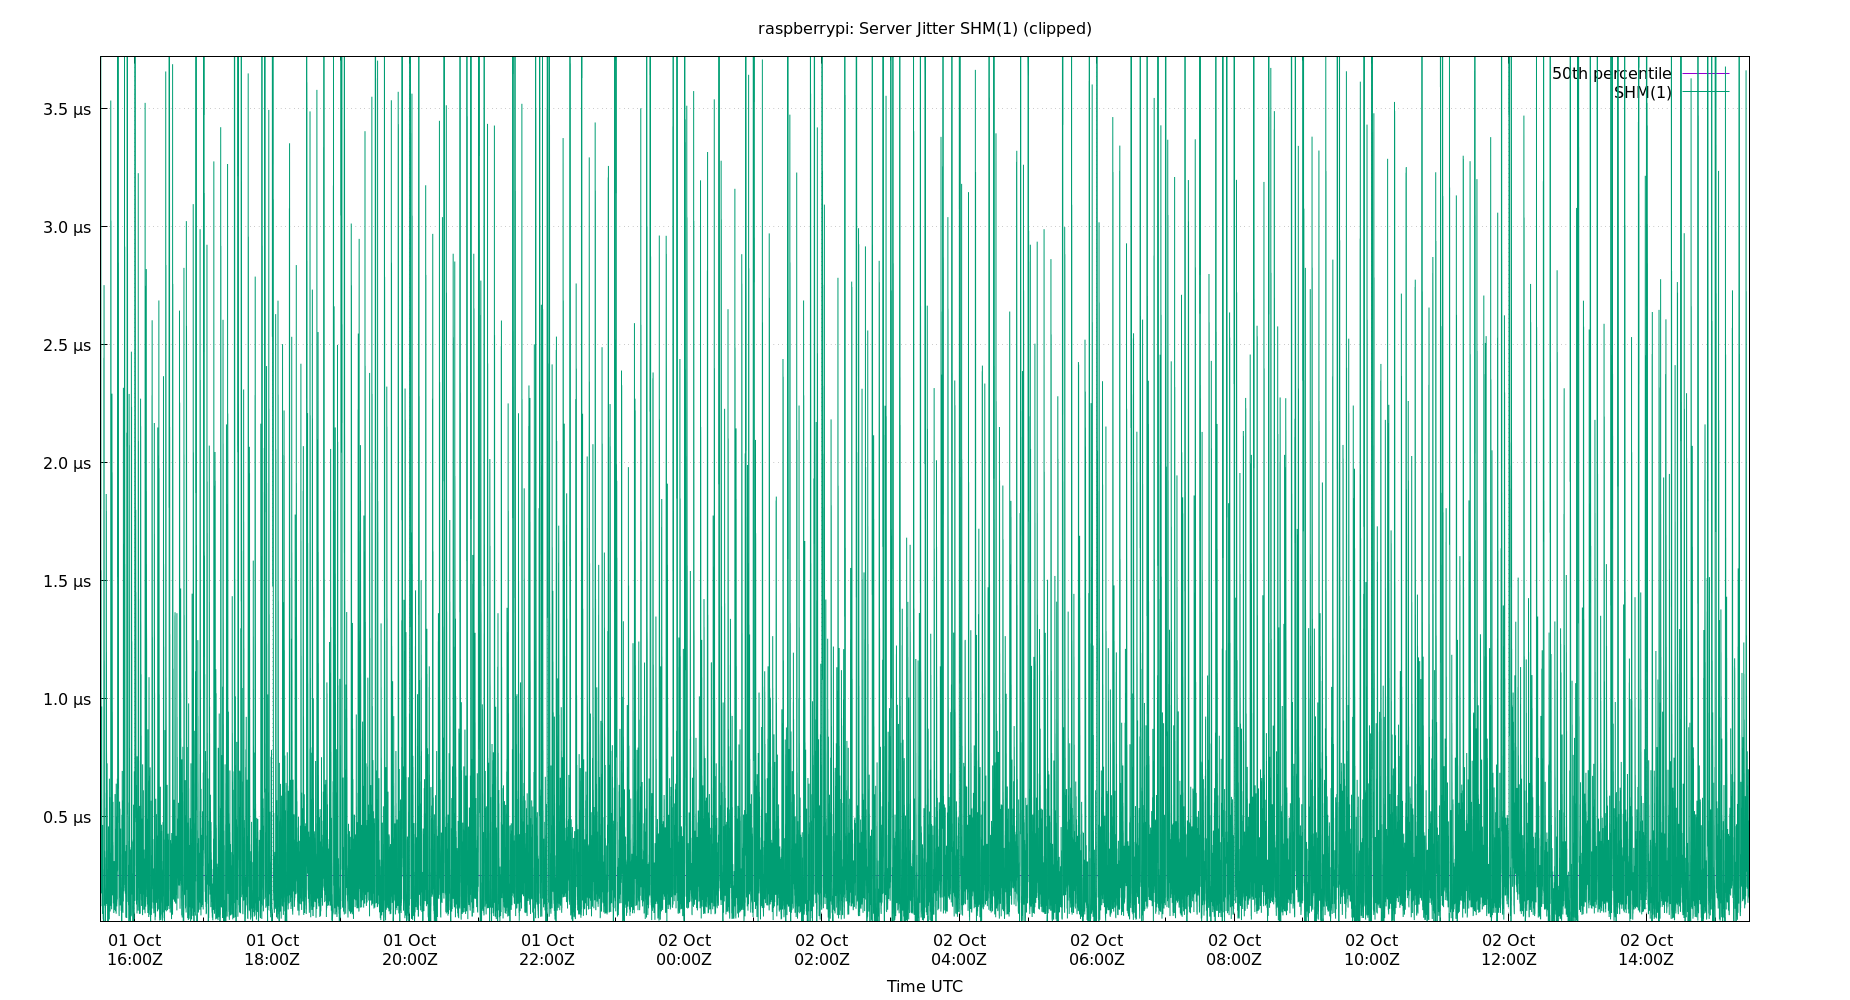 raspberrypi: Server Jitter SHM(1) (clipped)
50th percentile
SHM(1)
3.5 µs
3.0 µs
2.5 µs
2.0 µs
1.5 µs
1.0 µs
0.5 µs
01 Oct 01 Oct 01 Oct 01 Oct 02 Oct 02 Oct 02 Oct 02 Oct 02 Oct 02 Oct 02 Oct 02 Oct
16:00Z 18:00Z 20:00Z 22:00Z 00:00Z 02:00Z 04:00Z 06:00Z 08:00Z 10:00Z 12:00Z 14:00Z
Time UTC